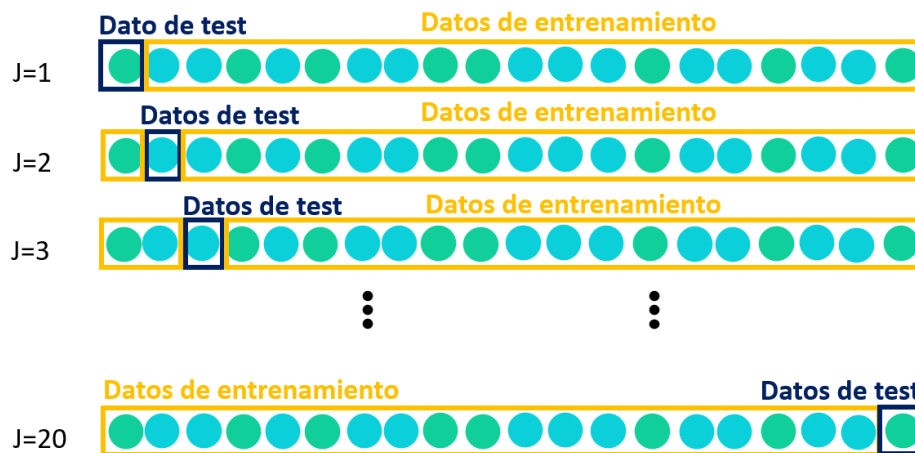 Dato de test Datos de entrenamiento
J=1
Datos de test Datos de entrenamiento
J=2
Datos de test Datos de entrenamiento
J=3
Datos de entrenamiento Datos de test
J=20